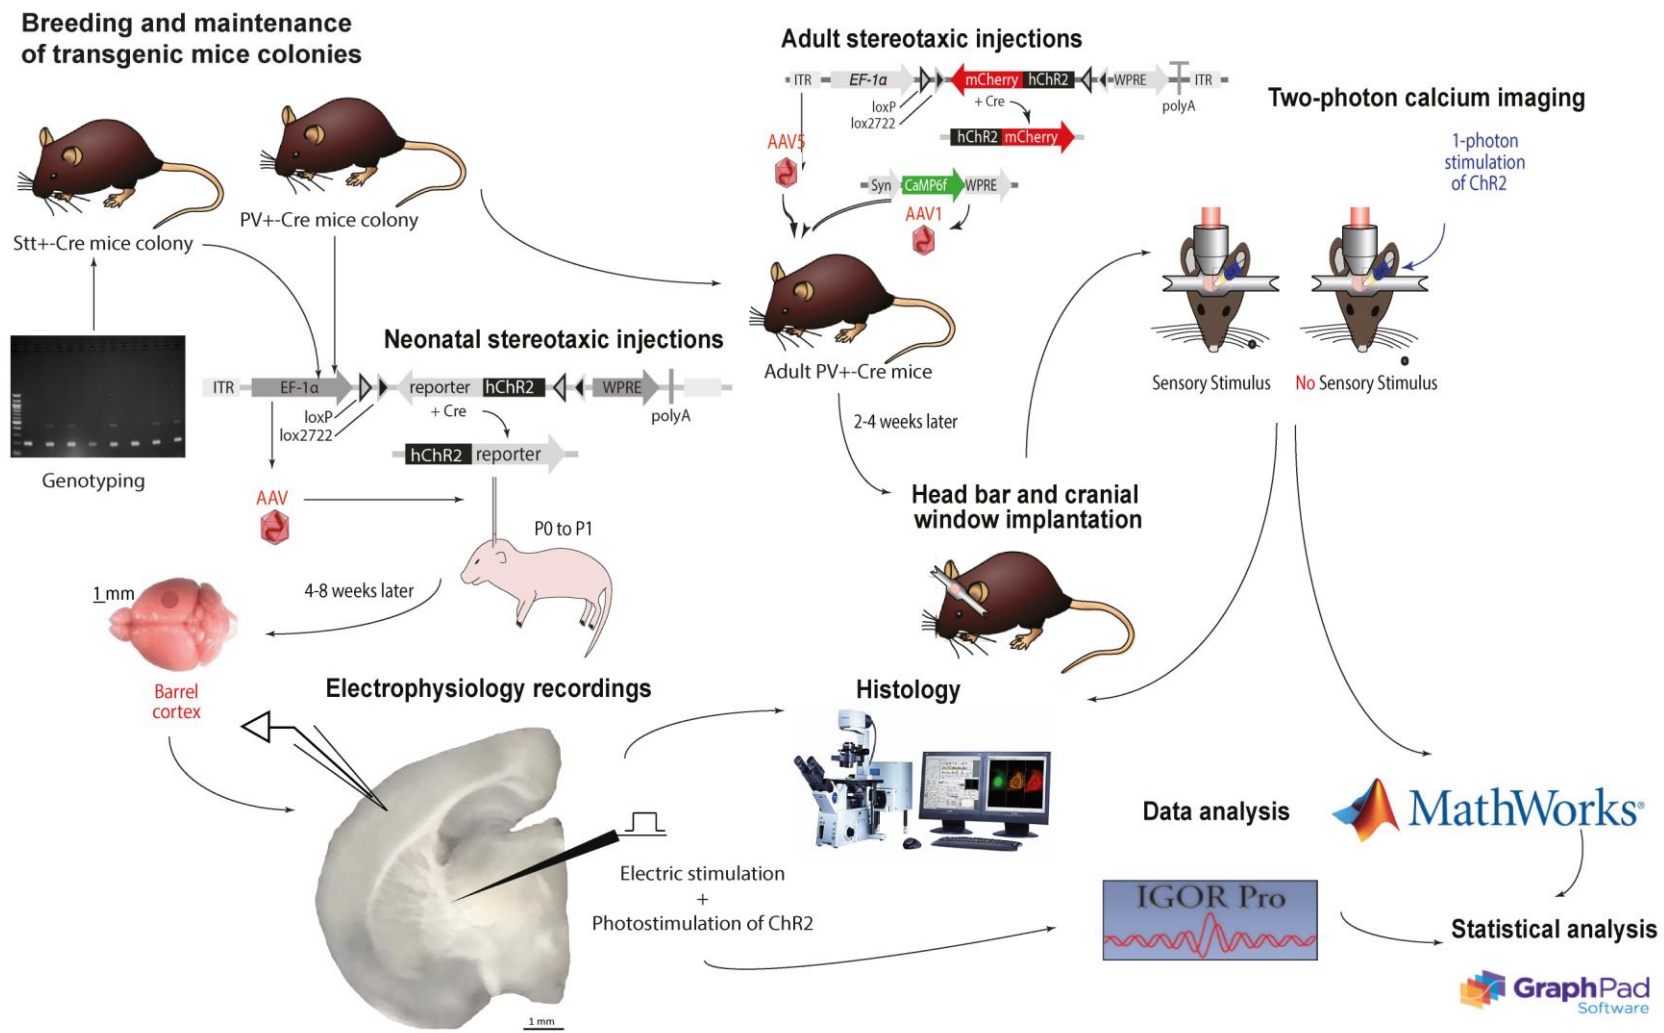 Breeding and maintenance
of transgenic mice colonies
Stt+-Cre mice colony
PV+-Cre mice colony
Genotyping
Neonatal stereotaxic injections
ITR
EF-1α
reporter
hChR2
WPRE
polyA
loxP
lox2722
+ Cre
hChR2
reporter
AAV
P0 to P1
4-8 weeks later
1 mm
Barrel
cortex
Adult stereotaxic injections
ITR
EF-1α
mCherry
hChR2
WPRE
ITR
polyA
loxP
lox2722
+ Cre
hChR2
mCherry
AAV5
Syn
CaMP6f
WPRE
AAV1
Adult PV+-Cre mice
2-4 weeks later
Head bar and cranial
window implantation
Two-photon calcium imaging
1-photon
stimulation
of ChR2
Sensory Stimulus
No Sensory Stimulus
Electrophysiology recordings
Electric stimulation
+
Photostimulation of ChR2
1 mm
Histology
Data analysis
MathWorks®
IGOR Pro
Statistical analysis
GraphPad
Software